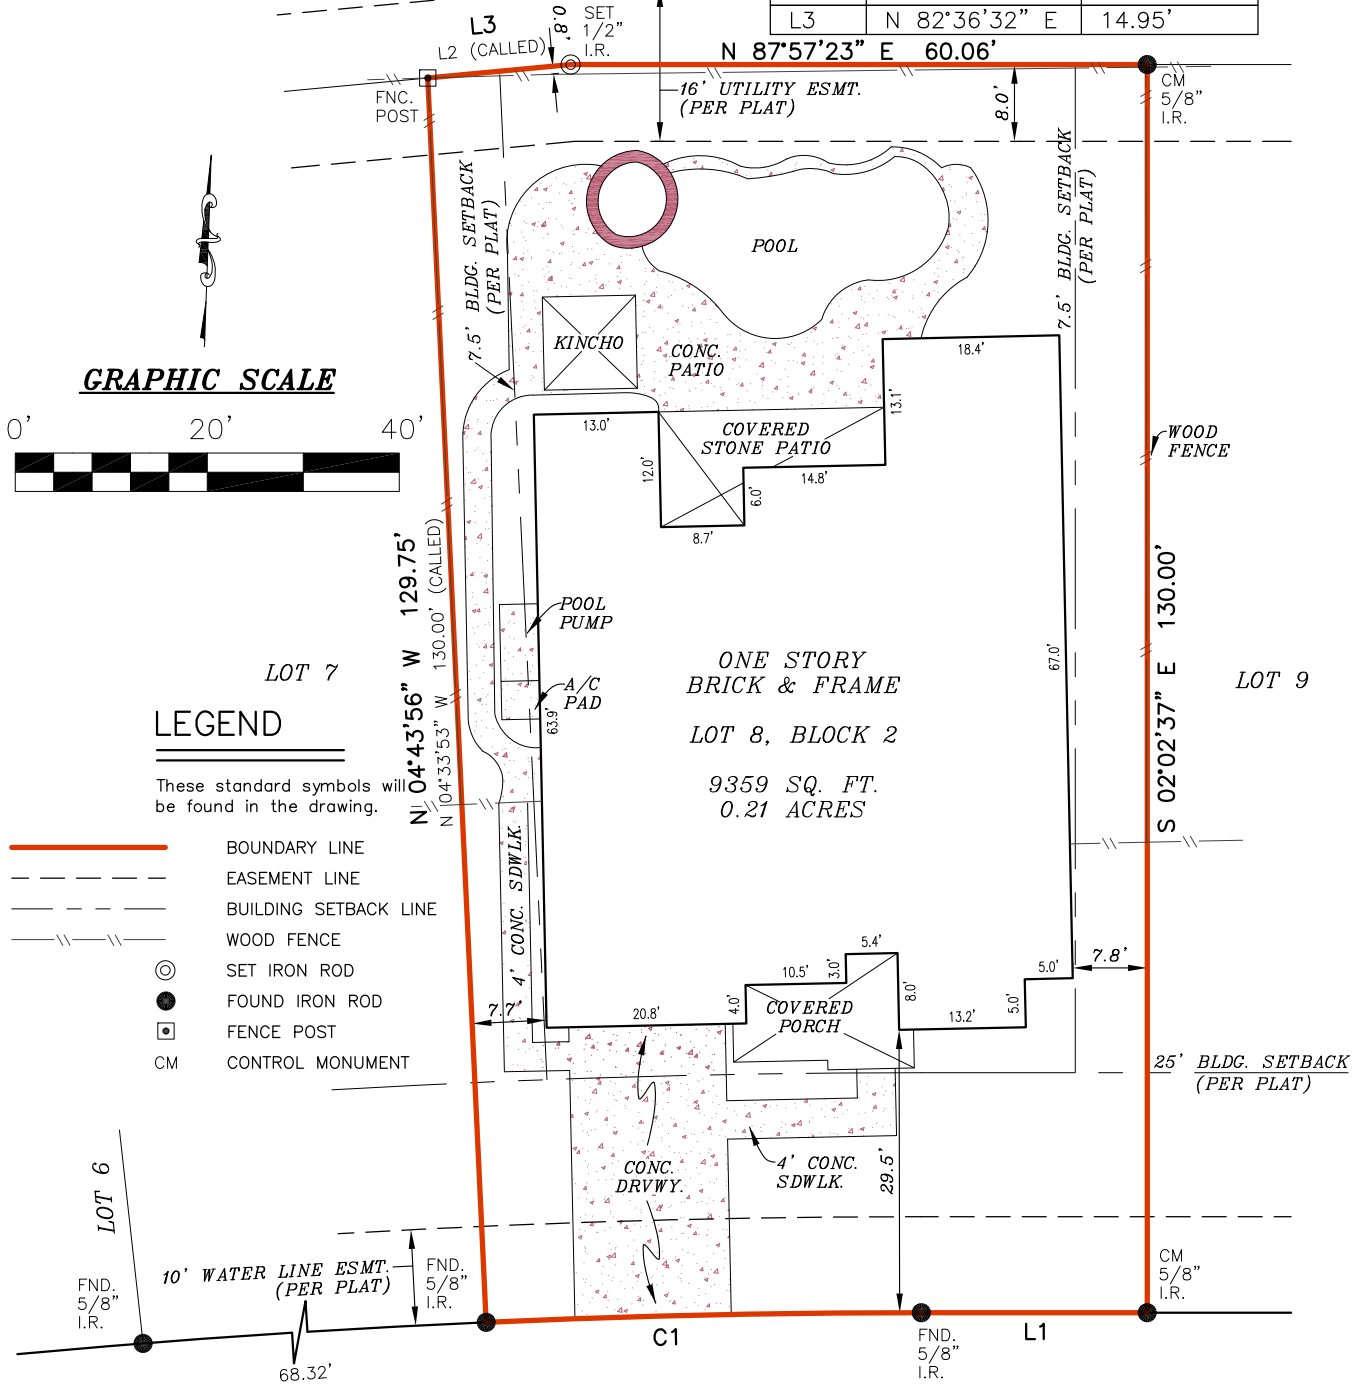 L3
N 82°36'32" E
14.95'
L3
L2 (CALLED)
0.8'
SET
1/2"
I.R.
N 87°57'23" E 60.06'
FNC.
POST
16' UTILITY ESMT.
(PER PLAT)
8.0'
CM
5/8"
I.R.
7.5' BLDG. SETBACK
(PER PLAT)
POOL
7.5' BLDG. SETBACK
(PER PLAT)
KINCHO
CONC.
PATIO
18.4'
GRAPHIC SCALE
0'
20'
40'
13.0'
COVERED
STONE PATIO
13.1'
12.0'
6.0'
14.8'
8.7'
WOOD
FENCE
N 04°43'56" W 129.75'
N 04°33'53" W 130.00' (CALLED)
POOL
PUMP
A/C
PAD
63.9'
67.0'
S 02°02'37" E 130.00'
LOT 7
ONE STORY
BRICK & FRAME
LOT 8, BLOCK 2
9359 SQ. FT.
0.21 ACRES
LOT 9
LEGEND
These standard symbols will
be found in the drawing.
BOUNDARY LINE
EASEMENT LINE
BUILDING SETBACK LINE
WOOD FENCE
SET IRON ROD
FOUND IRON ROD
FENCE POST
CM
CONTROL MONUMENT
4' CONC. SDWLK.
7.7'
20.8'
4.0'
10.5'
3.0'
5.4'
8.0'
COVERED
PORCH
13.2'
5.0'
5.0'
7.8'
25' BLDG. SETBACK
(PER PLAT)
CONC.
DRVWY.
4' CONC.
SDWLK.
29.5'
LOT 6
10' WATER LINE ESMT.
(PER PLAT)
FND.
5/8"
I.R.
FND.
5/8"
I.R.
CM
5/8"
I.R.
68.32'
C1
FND.
5/8"
I.R.
L1